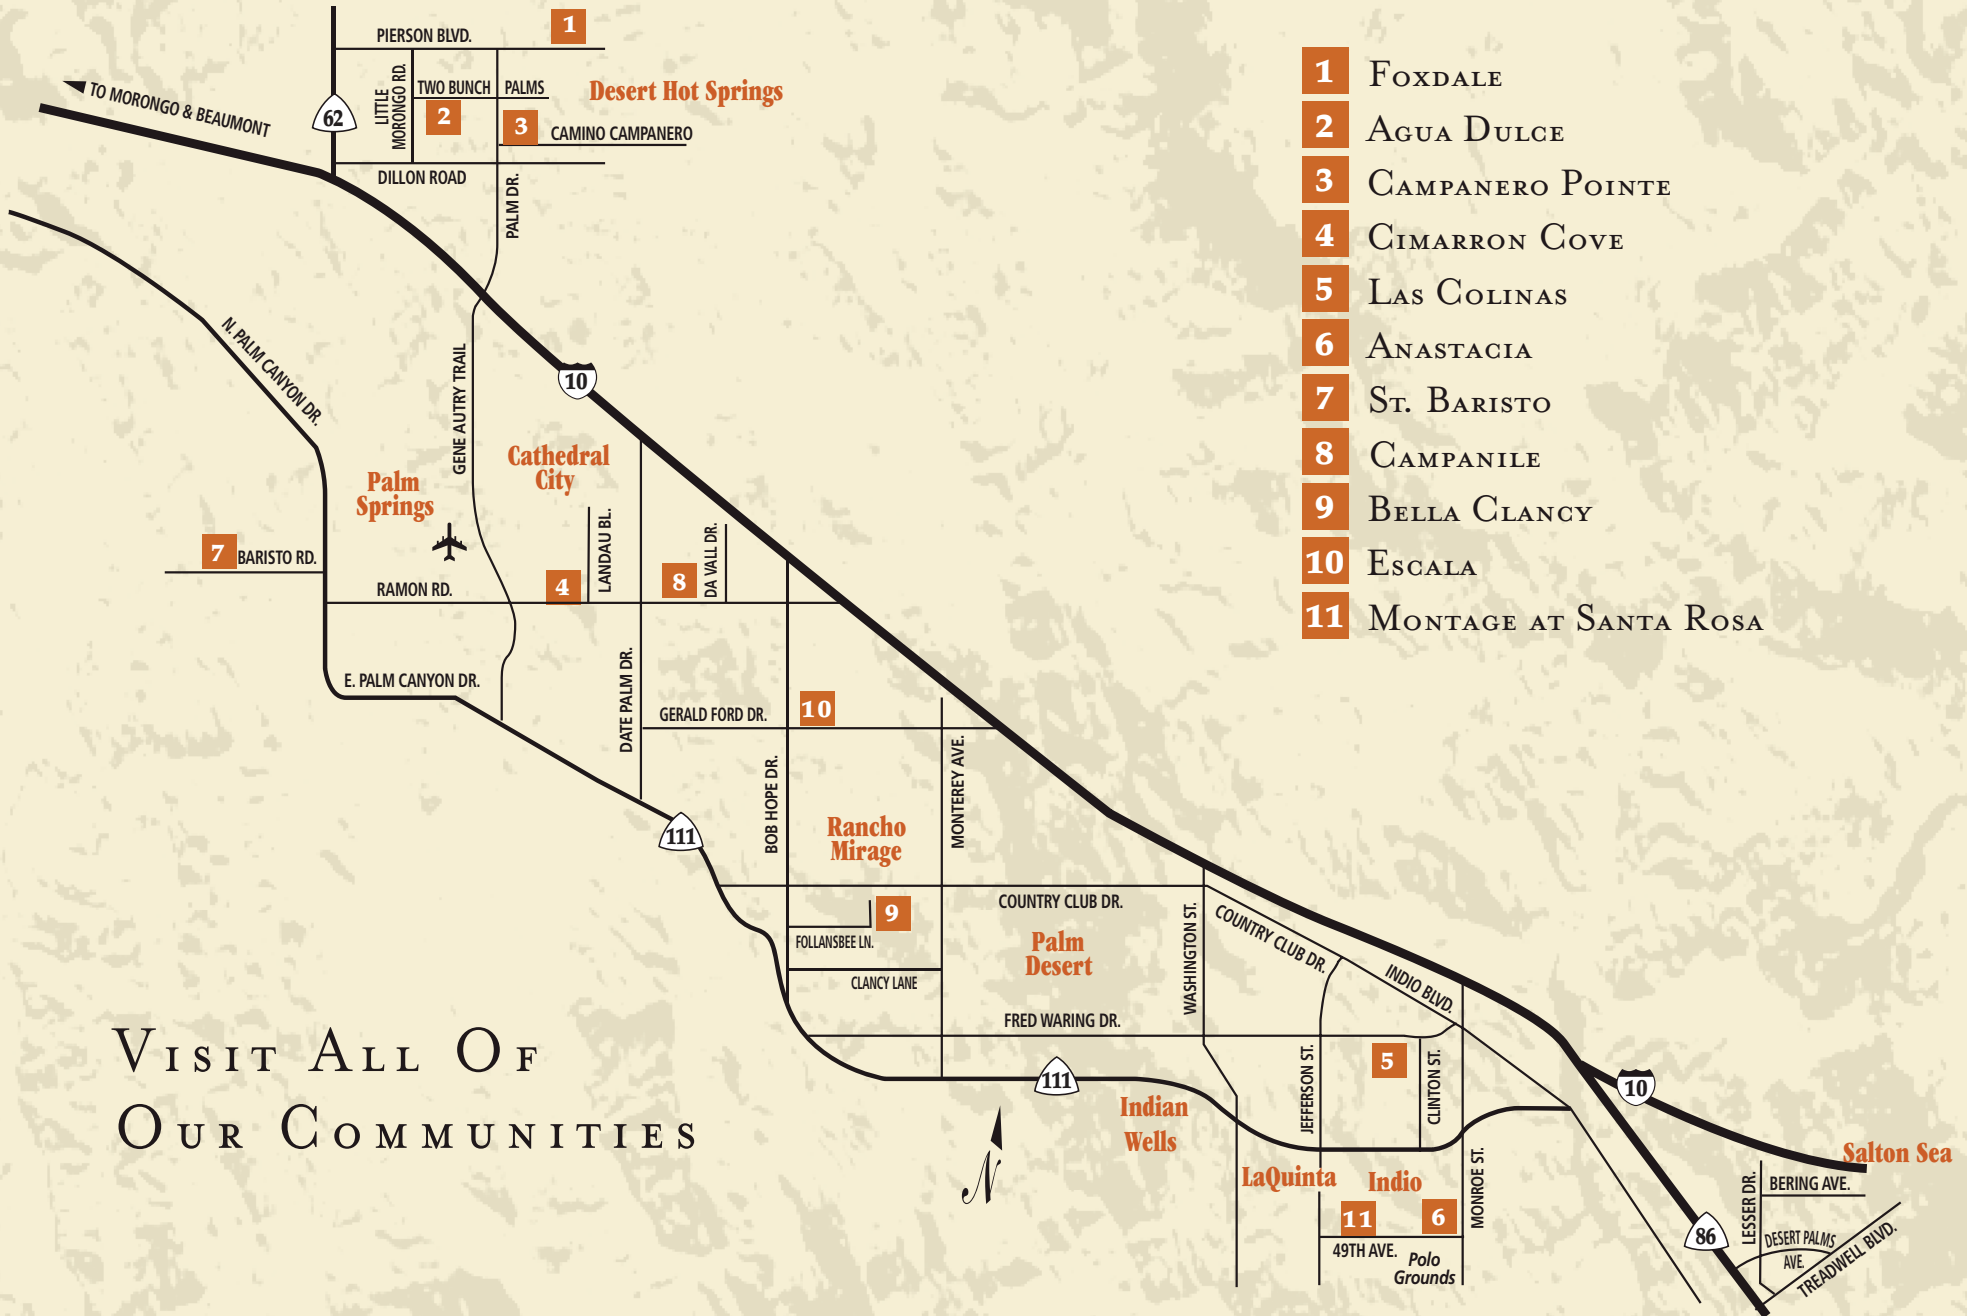 PIERSON BLVD.
1
TO MORONGO & BEAUMONT
62
LITTLE
MORONGO RD.
TWO BUNCH PALMS
2
3
Desert Hot Springs
CAMINO CAMPANERO
DILLON ROAD
PALM DR.
N. PALM CANYON DR.
GENE AUTRY TRAIL
10
Cathedral
City
Palm
Springs
7
BARISTO RD.
RAMON RD.
4
LANDAU BL.
8
DA VALL DR.
E. PALM CANYON DR.
DATE PALM DR.
GERALD FORD DR.
10
BOB HOPE DR.
MONTEREY AVE.
111
Rancho
Mirage
COUNTRY CLUB DR.
9
FOLLANSBEE LN.
CLANCY LANE
Palm
Desert
WASHINGTON ST.
COUNTRY CLUB DR.
INDIO BLVD.
FRED WARING DR.
111
Indian
Wells
JEFFERSON ST.
5
CLINTON ST.
10
LaQuinta
Indio
MONROE ST.
11
6
49TH AVE.
Polo
Grounds
Salton Sea
LESSER DR.
BERING AVE.
86
DESERT PALMS
AVE.
TREADWELL BLVD.
N
1 Foxdale
2 Agua Dulce
3 Campanero Pointe
4 Cimarron Cove
5 Las Colinas
6 Anastacia
7 St. Baristo
8 Campanile
9 Bella Clancy
10 Escala
11 Montage at Santa Rosa
Visit All Of
Our Communities